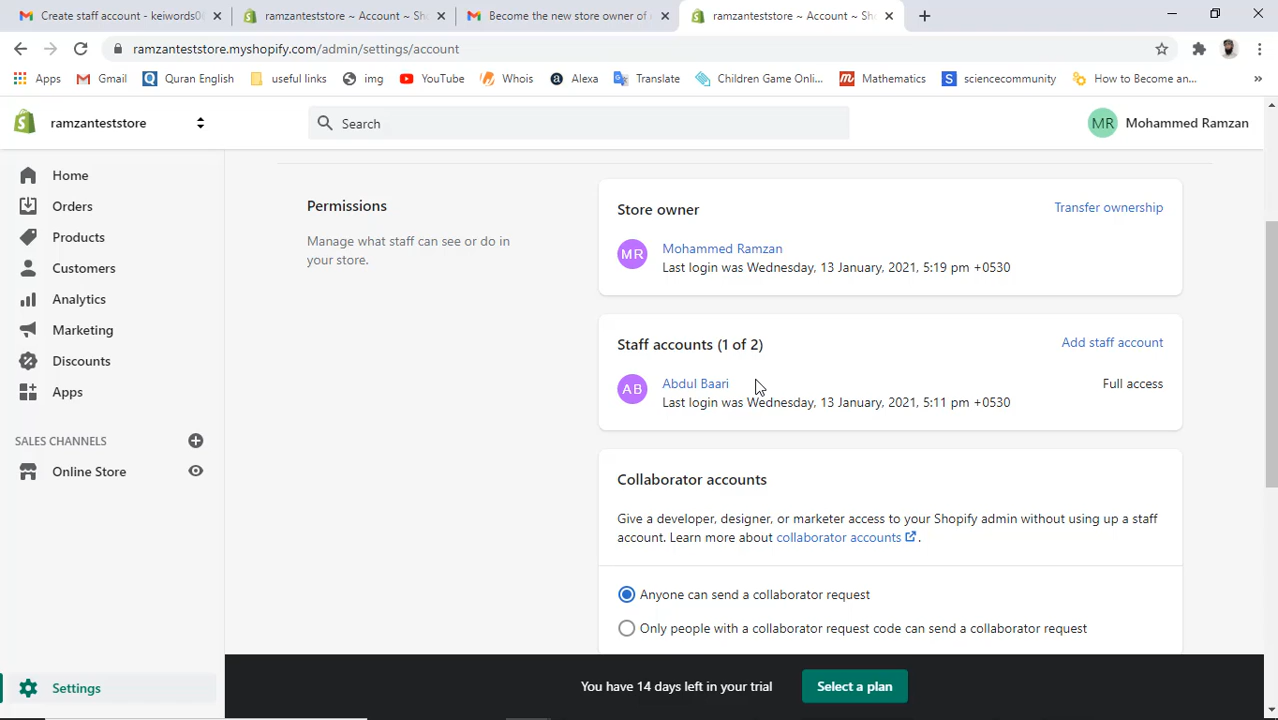 Create staff account - keiwords0
ramzanteststore ~ Account ~ Sh
Become the new store owner of
ramzanteststore ~ Account ~ Sh
ramzanteststore.myshopify.com/admin/settings/account
Apps
Gmail
Quran English
useful links
img
YouTube
Whois
Alexa
Translate
Children Game Onli...
Mathematics
sciencecommunity
How to Become an...
ramzanteststore
Search
MR
Mohammed Ramzan
Home
Orders
Products
Customers
Analytics
Marketing
Discounts
Apps
SALES CHANNELS
Online Store
Settings
Permissions
Manage what staff can see or do in
your store.
Store owner
Transfer ownership
MR
Mohammed Ramzan
Last login was Wednesday, 13 January, 2021, 5:19 pm +0530
Staff accounts (1 of 2)
Add staff account
AB
Abdul Baari
Full access
Last login was Wednesday, 13 January, 2021, 5:11 pm +0530
Collaborator accounts
Give a developer, designer, or marketer access to your Shopify admin without using up a staff
account. Learn more about collaborator accounts.
Anyone can send a collaborator request
Only people with a collaborator request code can send a collaborator request
You have 14 days left in your trial
Select a plan